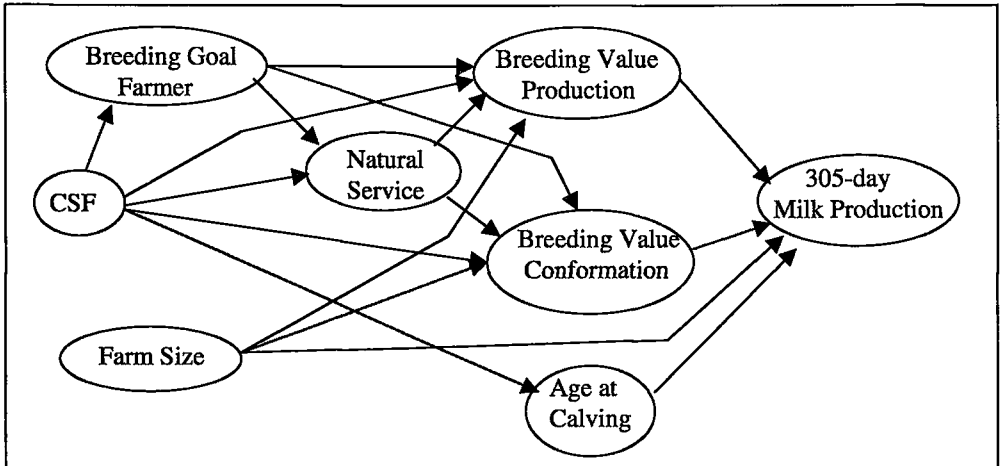 Breeding Goal
Farmer
Breeding Value
Production
Natural
Service
305-day
Milk Production
CSF
Breeding Value
Conformation
Farm Size
Age at
Calving